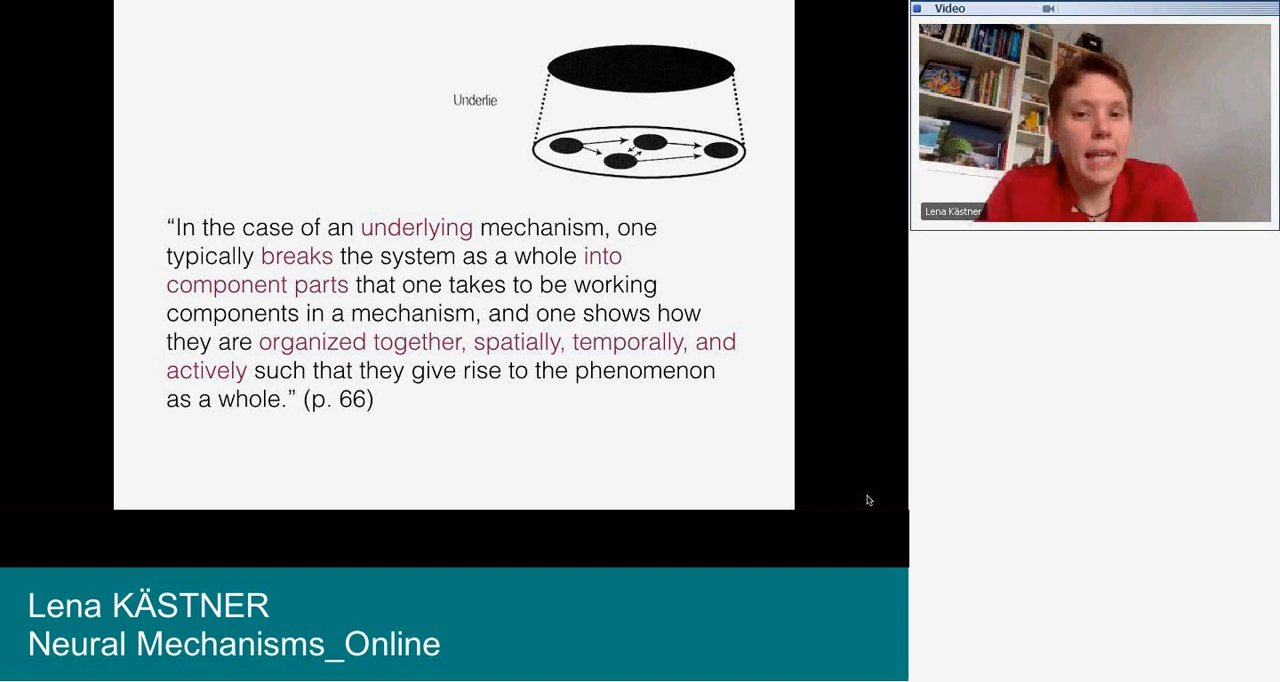 Underlie
“In the case of an underlying mechanism, one
typically breaks the system as a whole into
component parts that one takes to be working
components in a mechanism, and one shows how
they are organized together, spatially, temporally, and
actively such that they give rise to the phenomenon
as a whole.” (p. 66)
Video
Lena Kästner
Lena KÄSTNER
Neural Mechanisms_Online